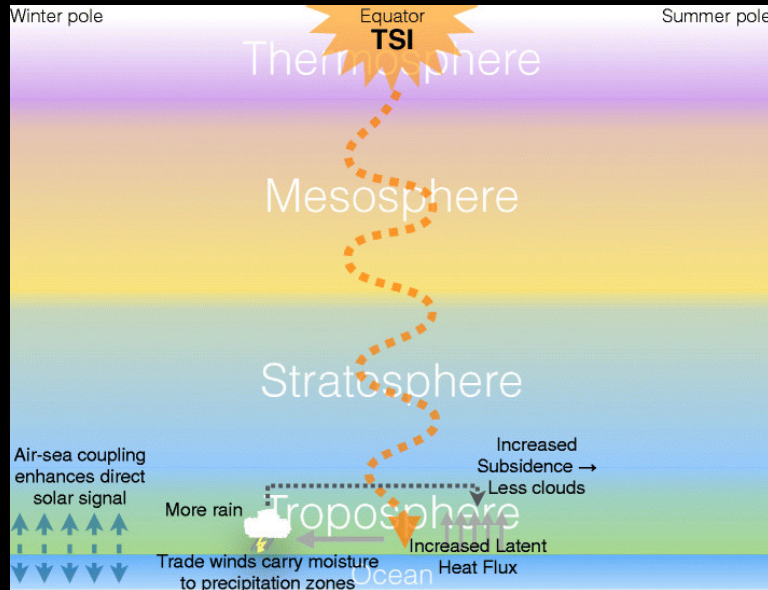 Winter pole
Equator
Summer pole
TSI
Thermosphere
Mesosphere
Stratosphere
Increased
Subsidence →
Less clouds
Air-sea coupling
enhances direct
solar signal
More rain
Troposphere
Increased Latent
Heat Flux
Trade winds carry moisture
to precipitation zones
Ocean